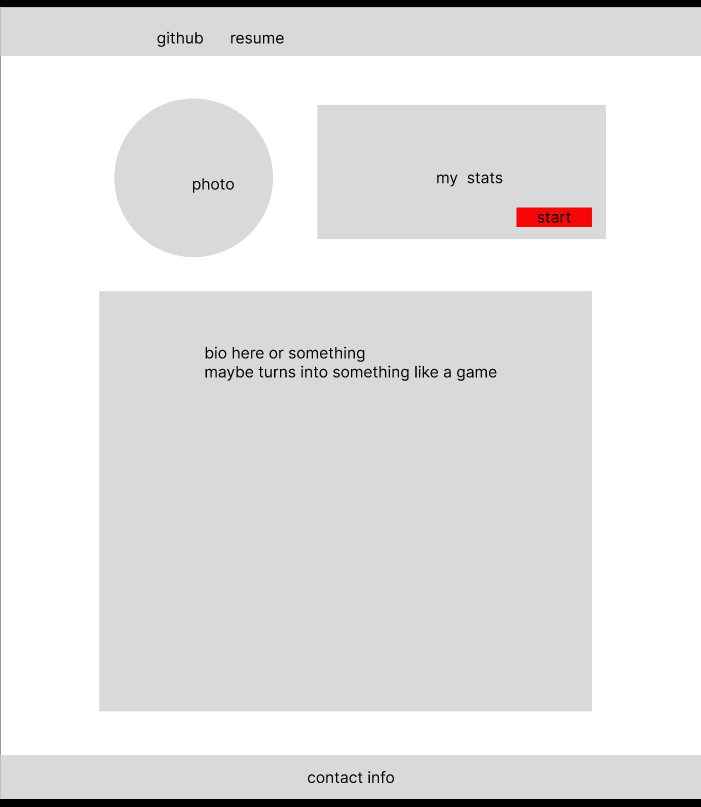 github resume
photo
my stats
start
bio here or something
maybe turns into something like a game
contact info